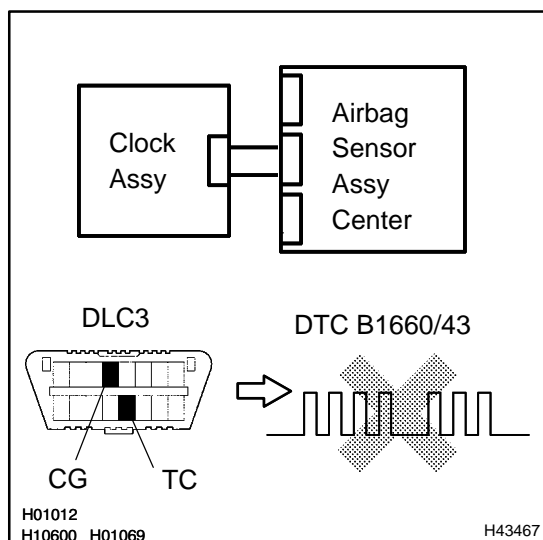 Clock
Assy
Airbag
Sensor
Assy
Center
DLC3
DTC B1660/43
CG
TC
H01012
H10600 H01069
H43467